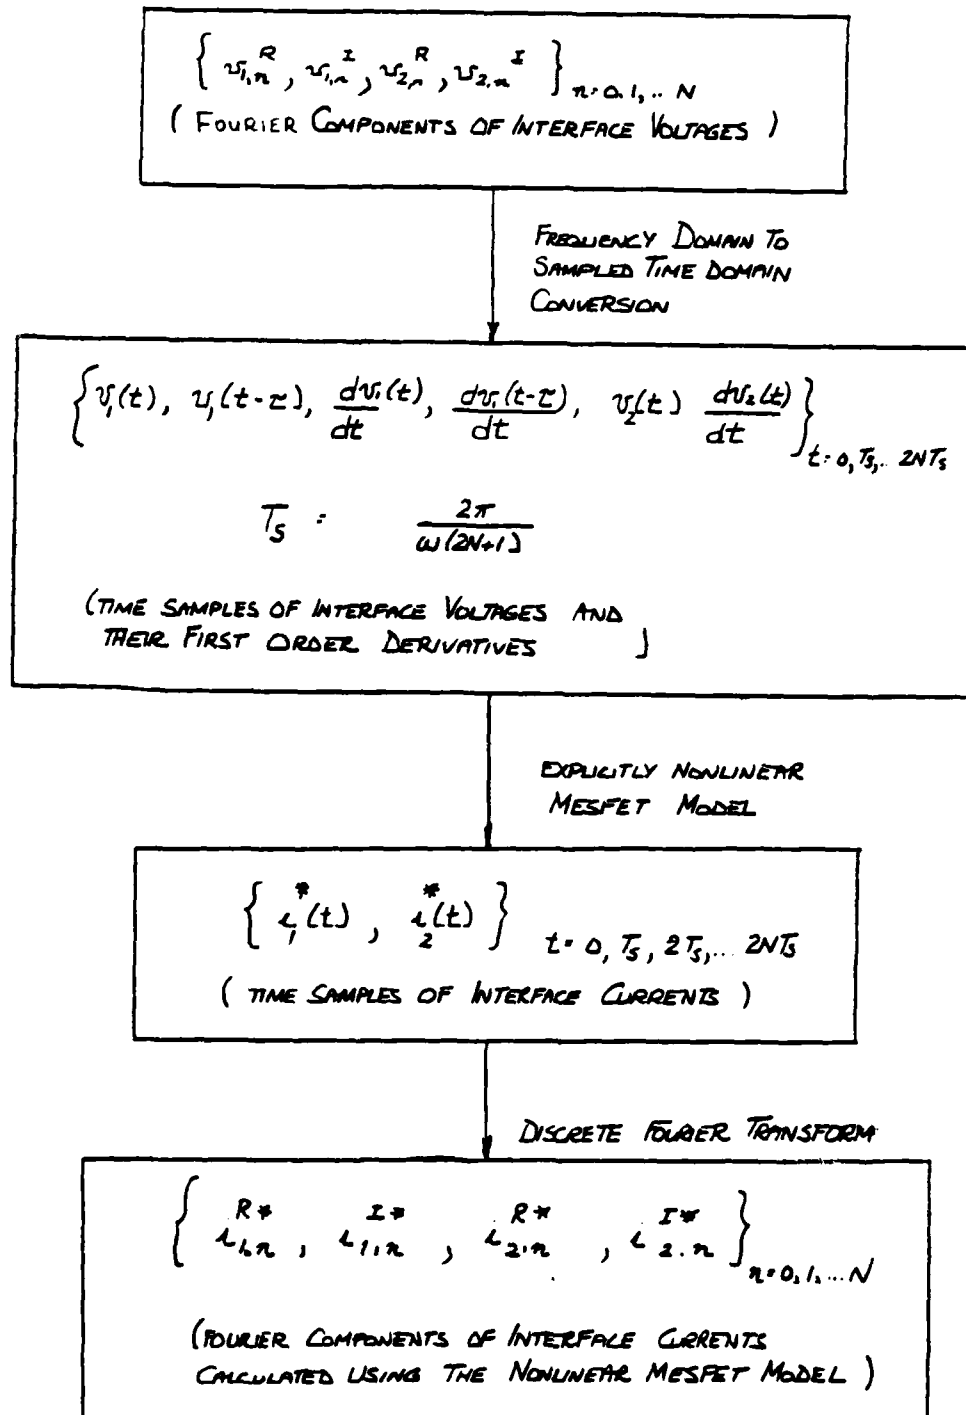 { v₁,ₙᴿ, v₁,ₙᴵ, v₂,ₙᴿ, v₂,ₙᴵ }ₙ₌₀,₁,.. N
( FOURIER COMPONENTS OF INTERFACE VOLTAGES )
FREQUENCY DOMAIN TO
SAMPLED TIME DOMAIN
CONVERSION
{ v₁(t), v₁(t-τ), dv₁(t)/dt, dv₁(t-τ)/dt, v₂(t) dv₂(t)/dt } t=0, Tₛ,.. 2NTₛ
Tₛ = 2π/ω(2N+1)
(TIME SAMPLES OF INTERFACE VOLTAGES AND
THEIR FIRST ORDER DERIVATIVES )
EXPLICITLY NONLINEAR
MESFET MODEL
{ i₁*(t), i₂*(t) } t=0, Tₛ, 2Tₛ,... 2NTₛ
( TIME SAMPLES OF INTERFACE CURRENTS )
DISCRETE FOURIER TRANSFORM
{ i₁,ₙᴿ*, i₁,ₙᴵ*, i₂,ₙᴿ*, i₂.ₙᴵ* }ₙ₌₀,₁,...N
(FOURIER COMPONENTS OF INTERFACE CURRENTS
CALCULATED USING THE NONLINEAR MESFET MODEL )